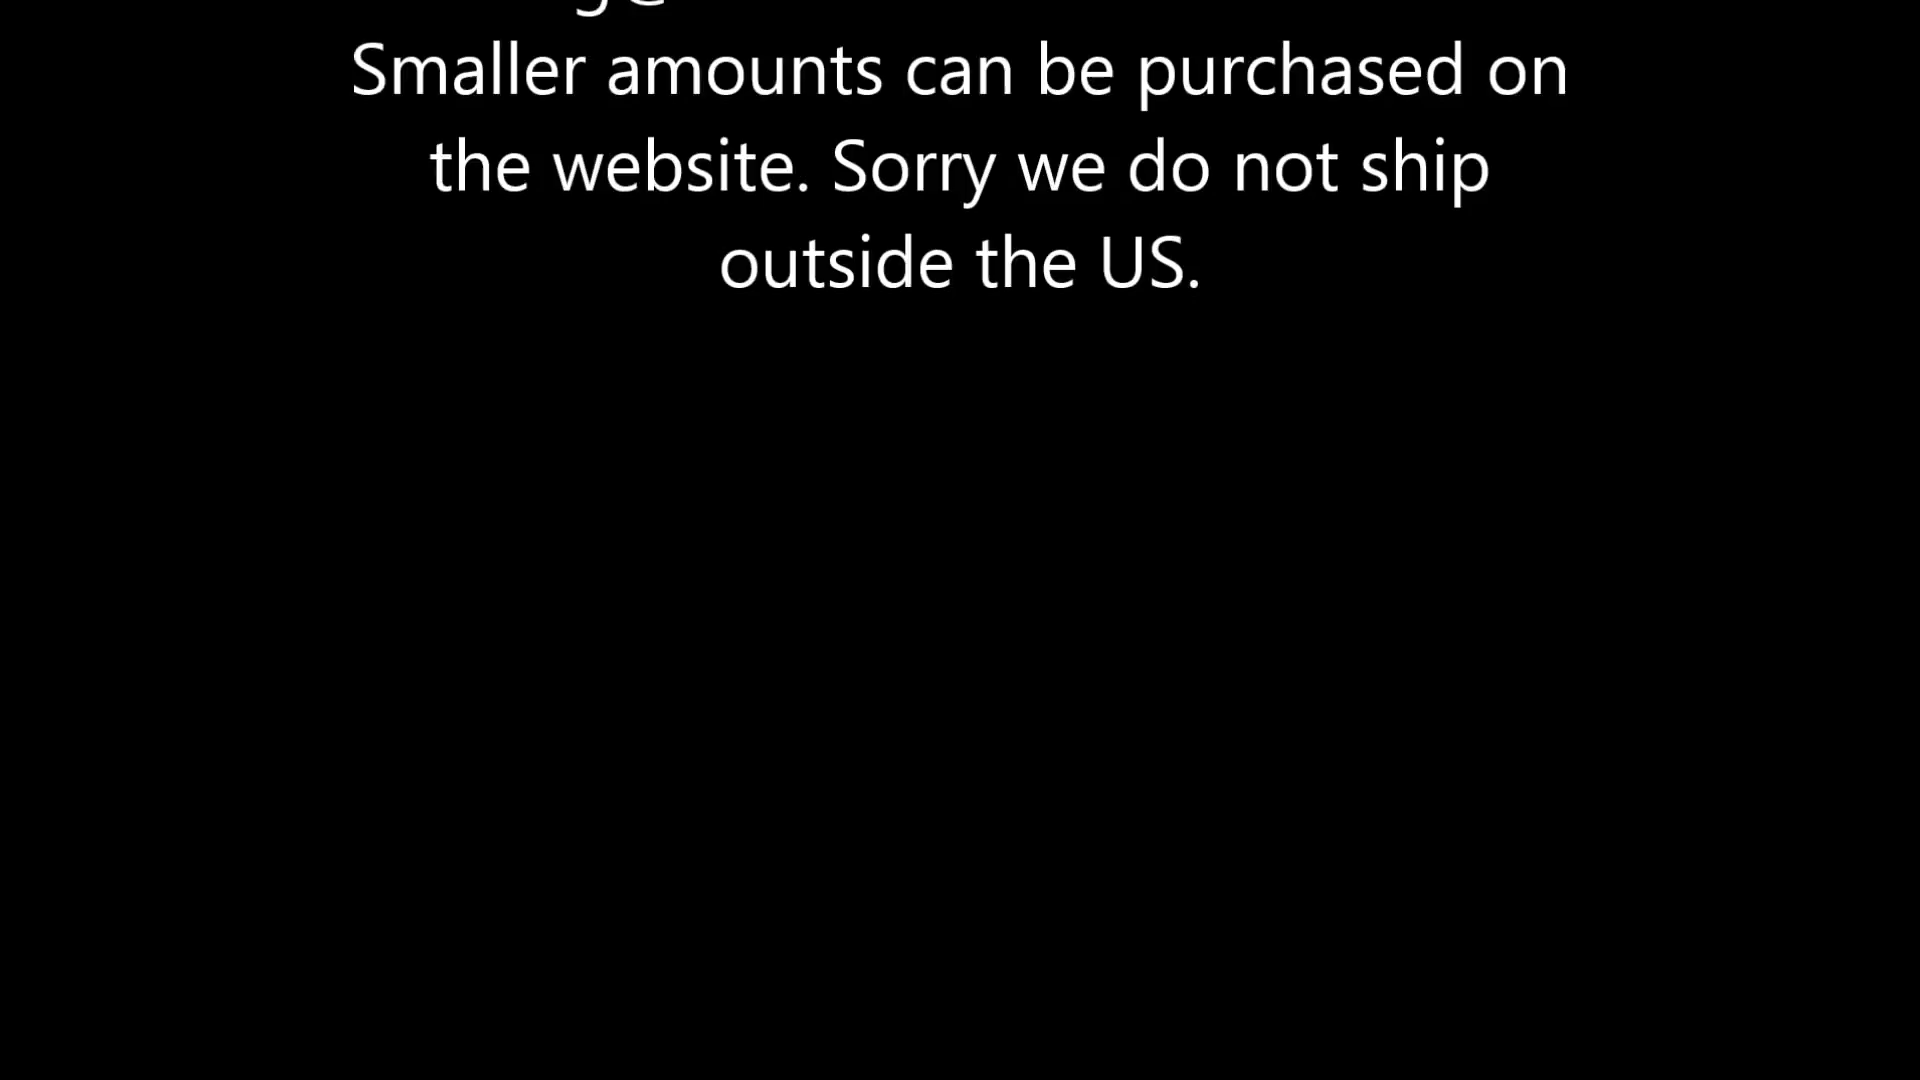 Smaller amounts can be purchased on
the website. Sorry we do not ship
outside the US.